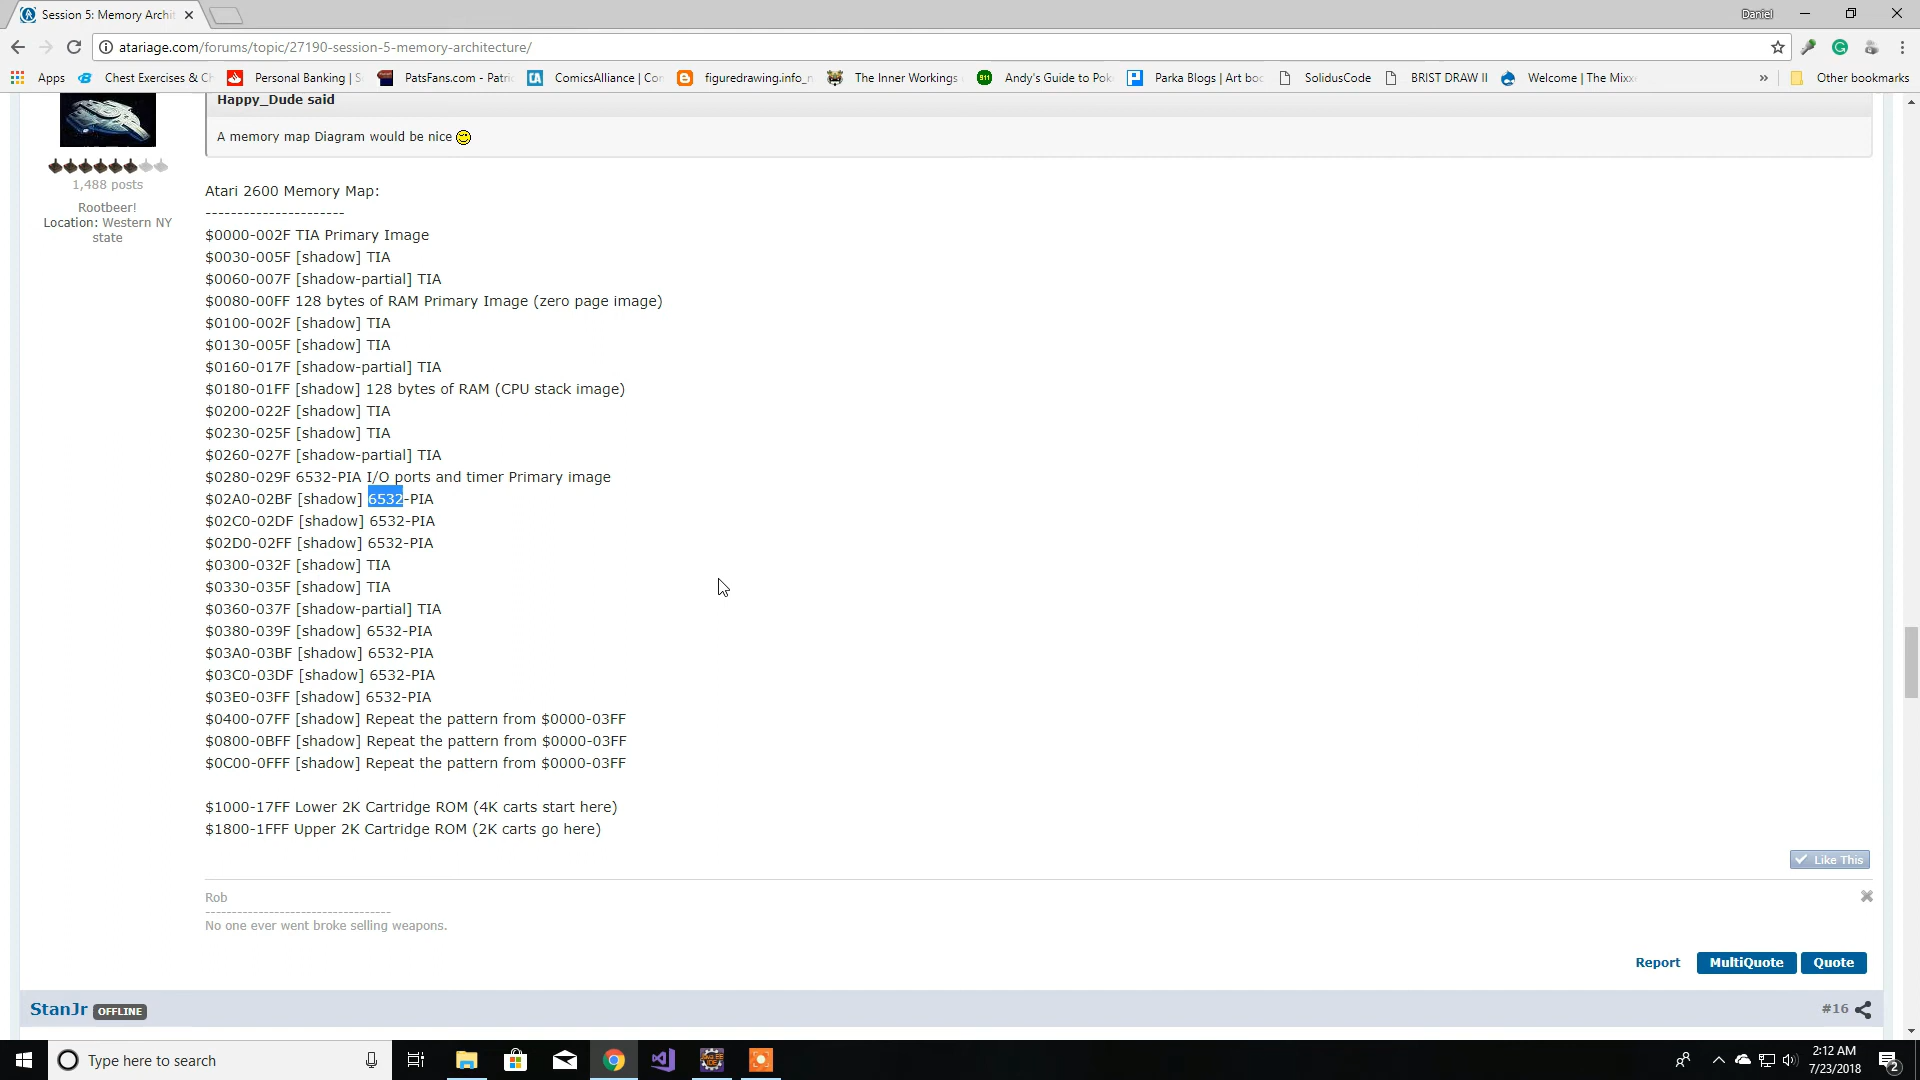 Session 5: Memory Archi
Daniel
atariage.com/forums/topic/27190-session-5-memory-architecture/
Apps
Chest Exercises & Ch
Personal Banking | S
PatsFans.com - Patri
ComicsAlliance | Con
figuredrawing.info_n
The Inner Workings
Andy's Guide to Pok
Parka Blogs | Art boo
SolidusCode
BRIST DRAW II
Welcome | The Mixx
Other bookmarks
Happy_Dude said
A memory map Diagram would be nice
1,488 posts
Rootbeer!
Location: Western NY
state
Atari 2600 Memory Map:
----------------------
$0000-002F TIA Primary Image
$0030-005F [shadow] TIA
$0060-007F [shadow-partial] TIA
$0080-00FF 128 bytes of RAM Primary Image (zero page image)
$0100-002F [shadow] TIA
$0130-005F [shadow] TIA
$0160-017F [shadow-partial] TIA
$0180-01FF [shadow] 128 bytes of RAM (CPU stack image)
$0200-022F [shadow] TIA
$0230-025F [shadow] TIA
$0260-027F [shadow-partial] TIA
$0280-029F 6532-PIA I/O ports and timer Primary image
$02A0-02BF [shadow] 6532-PIA
$02C0-02DF [shadow] 6532-PIA
$02D0-02FF [shadow] 6532-PIA
$0300-032F [shadow] TIA
$0330-035F [shadow] TIA
$0360-037F [shadow-partial] TIA
$0380-039F [shadow] 6532-PIA
$03A0-03BF [shadow] 6532-PIA
$03C0-03DF [shadow] 6532-PIA
$03E0-03FF [shadow] 6532-PIA
$0400-07FF [shadow] Repeat the pattern from $0000-03FF
$0800-0BFF [shadow] Repeat the pattern from $0000-03FF
$0C00-0FFF [shadow] Repeat the pattern from $0000-03FF
$1000-17FF Lower 2K Cartridge ROM (4K carts start here)
$1800-1FFF Upper 2K Cartridge ROM (2K carts go here)
Like This
Rob
----------------------------------
No one ever went broke selling weapons.
Report
MultiQuote
Quote
StanJr OFFLINE
#16
Type here to search
2:12 AM
7/23/2018
2